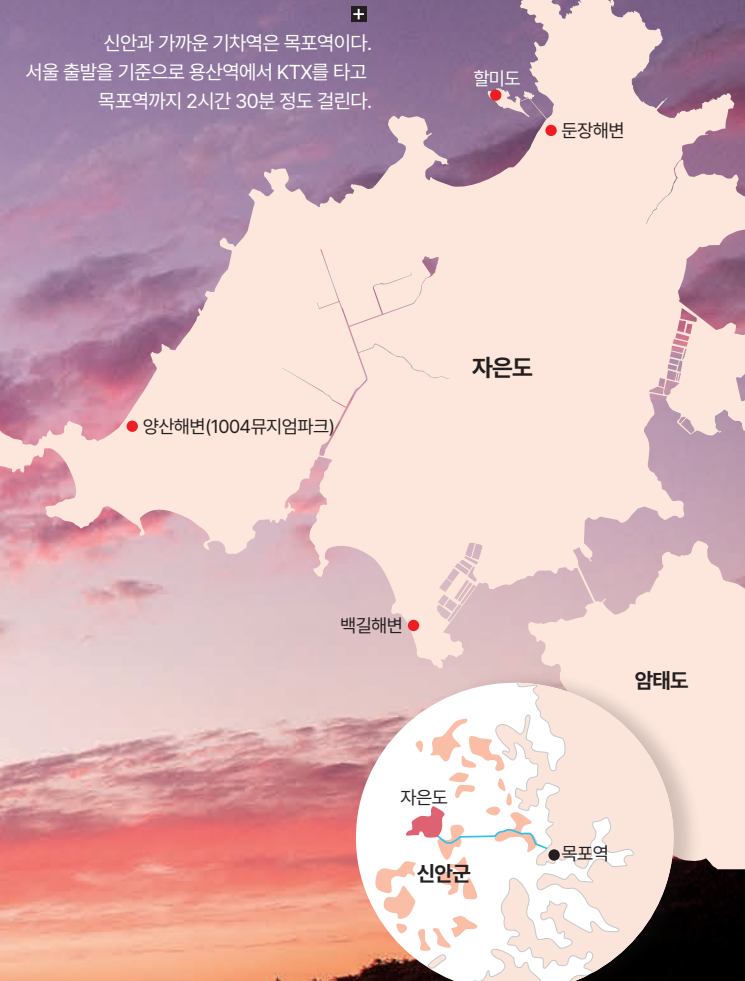 신안과 가까운 기차역은 목포역이다.
서울 출발을 기준으로 용산역에서 KTX를 타고
목포역까지 2시간 30분 정도 걸린다.
할미도
둔장해변
자은도
양산해변(1004뮤지엄파크)
백길해변
암태도
자은도
목포역
신안군